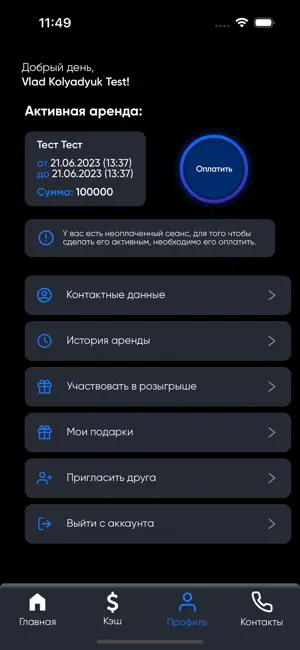 11:49
Добрый день,
Vlad Kolyadyuk Test!
Активная аренда:
Тест Тест
от 21.06.2023 (13:37)
до 21.06.2023 (13:37)
Сумма: 100000
Оплатить
У вас есть неоплаченный сеанс, для того чтобы
сделать его активным, необходимо его оплатить.
Контактные данные
История аренды
Участвовать в розыгрыше
Мои подарки
Пригласить друга
Выйти с аккаунта
Главная
Кэш
Профиль
Контакты